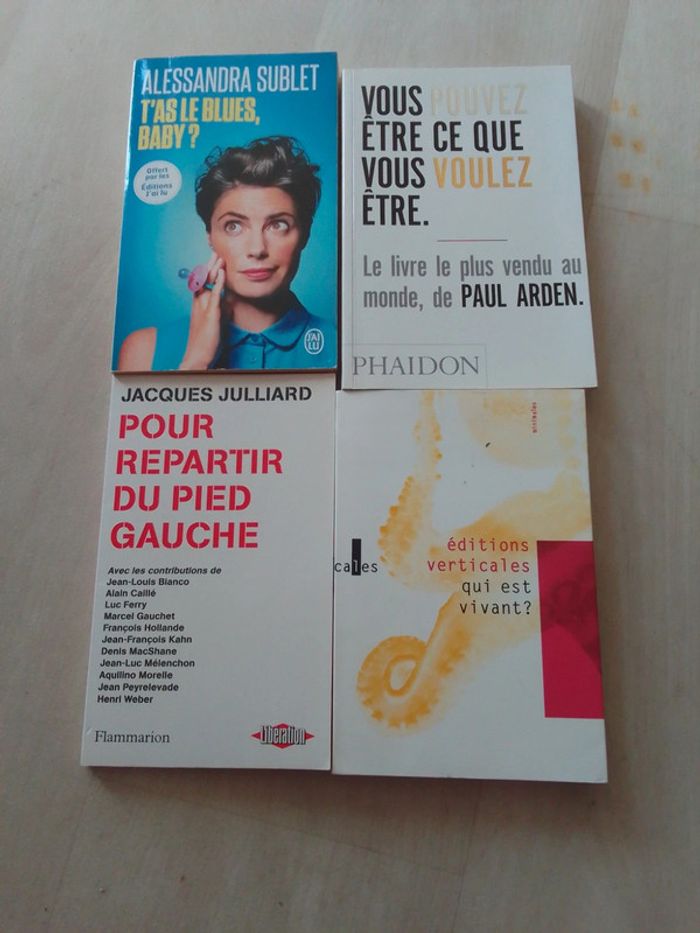 ALESSANDRA SUBLET
T'AS LE BLUES,
BABY ?
Offert
par les
Éditions
J'ai lu
J'AI
LU
VOUS POUVEZ
ÊTRE CE QUE
VOUS VOULEZ
ÊTRE.
Le livre le plus vendu au
monde, de PAUL ARDEN.
PHAIDON
JACQUES JULLIARD
POUR
REPARTIR
DU PIED
GAUCHE
Avec les contributions de
Jean-Louis Bianco
Alain Caillé
Luc Ferry
Marcel Gauchet
François Hollande
Jean-François Kahn
Denis MacShane
Jean-Luc Mélenchon
Aquilino Morelle
Jean Peyrelevade
Henri Weber
Flammarion
Libération
minimales
cales
éditions
verticales
qui est
vivant?